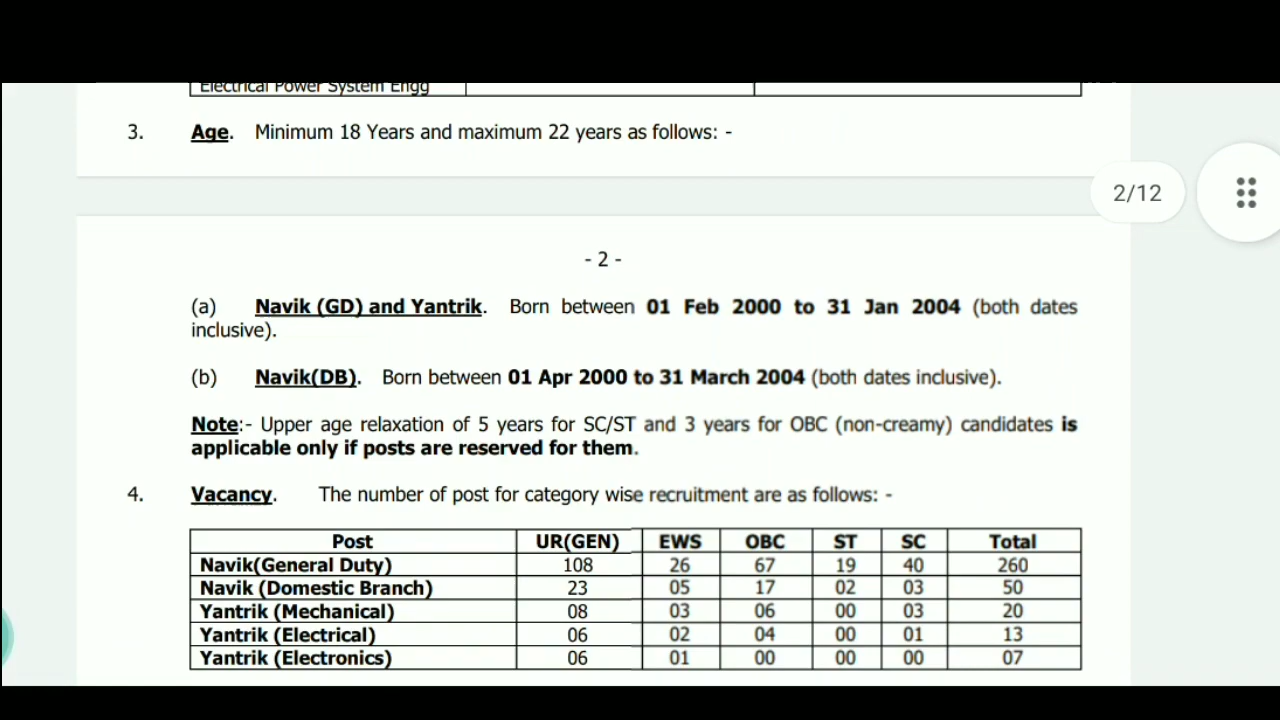 Electrical Power System Engg
3. Age. Minimum 18 Years and maximum 22 years as follows: -
2/12
- 2 -
(a) Navik (GD) and Yantrik. Born between 01 Feb 2000 to 31 Jan 2004 (both dates
inclusive).
(b) Navik(DB). Born between 01 Apr 2000 to 31 March 2004 (both dates inclusive).
Note:- Upper age relaxation of 5 years for SC/ST and 3 years for OBC (non-creamy) candidates is
applicable only if posts are reserved for them.
4. Vacancy. The number of post for category wise recruitment are as follows: -
Post UR(GEN) EWS OBC ST SC Total
Navik(General Duty) 108 26 67 19 40 260
Navik (Domestic Branch) 23 05 17 02 03 50
Yantrik (Mechanical) 08 03 06 00 03 20
Yantrik (Electrical) 06 02 04 00 01 13
Yantrik (Electronics) 06 01 00 00 00 07